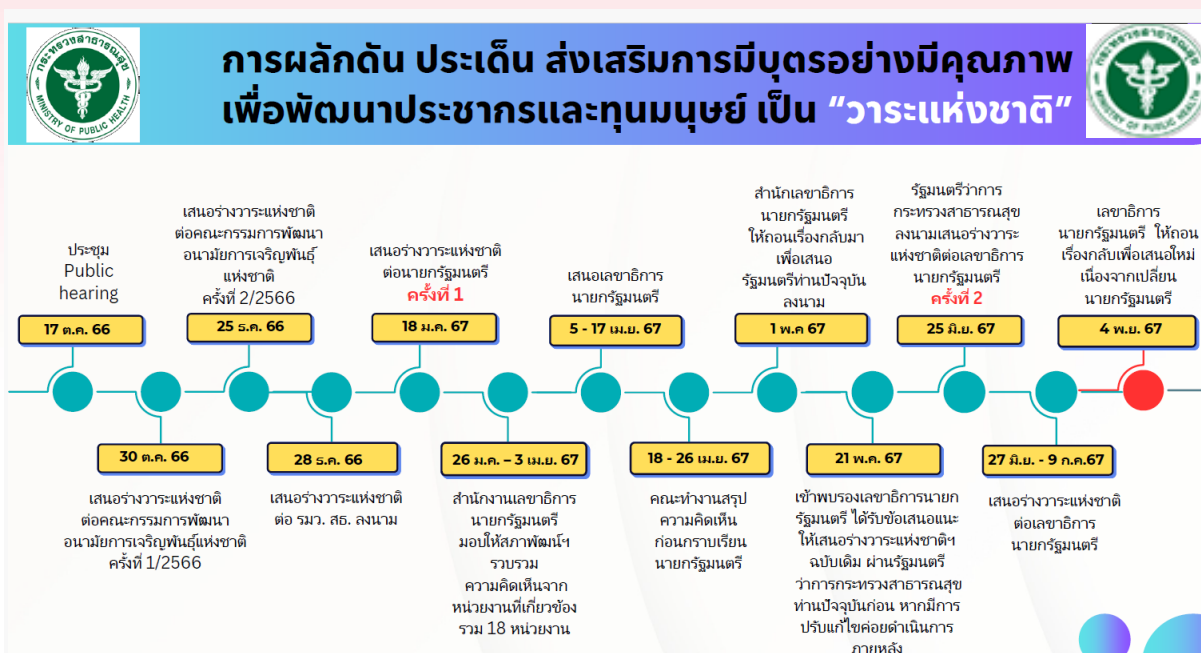 กระทรวงสาธารณสุข
MINISTRY OF PUBLIC HEALTH
การผลักดัน ประเด็น ส่งเสริมการมีบุตรอย่างมีคุณภาพ
เพื่อพัฒนาประชากรและทุนมนุษย์ เป็น “วาระแห่งชาติ”
กระทรวงสาธารณสุข
MINISTRY OF PUBLIC HEALTH
ประชุม
Public
hearing
17 ต.ค. 66
30 ต.ค. 66
เสนอร่างวาระแห่งชาติ
ต่อคณะกรรมการพัฒนา
อนามัยการเจริญพันธุ์แห่งชาติ
ครั้งที่ 1/2566
เสนอร่างวาระแห่งชาติ
ต่อคณะกรรมการพัฒนา
อนามัยการเจริญพันธุ์
แห่งชาติ
ครั้งที่ 2/2566
25 ธ.ค. 66
28 ธ.ค. 66
เสนอร่างวาระแห่งชาติ
ต่อ รมว. สธ. ลงนาม
เสนอร่างวาระแห่งชาติ
ต่อนายกรัฐมนตรี
ครั้งที่ 1
18 ม.ค. 67
26 ม.ค. – 3 เม.ย. 67
สำนักงานเลขาธิการ
นายกรัฐมนตรี
มอบให้สภาพัฒน์ฯ
รวบรวม
ความคิดเห็นจาก
หน่วยงานที่เกี่ยวข้อง
รวม 18 หน่วยงาน
เสนอเลขาธิการ
นายกรัฐมนตรี
5 - 17 เม.ย. 67
18 - 26 เม.ย. 67
คณะทำงานสรุป
ความคิดเห็น
ก่อนกราบเรียน
นายกรัฐมนตรี
สำนักเลขาธิการ
นายกรัฐมนตรี
ให้ถอนเรื่องกลับมา
เพื่อเสนอ
รัฐมนตรีท่านปัจจุบัน
ลงนาม
1 พ.ค 67
21 พ.ค. 67
เข้าพบรองเลขาธิการนายก
รัฐมนตรี ได้รับข้อเสนอแนะ
ให้เสนอร่างวาระแห่งชาติฯ
ฉบับเดิม ผ่านรัฐมนตรี
ว่าการกระทรวงสาธารณสุข
ท่านปัจจุบันก่อน หากมีการ
ปรับแก้ไขค่อยดำเนินการ
ภายหลัง
รัฐมนตรีว่าการ
กระทรวงสาธารณสุข
ลงนามเสนอร่างวาระ
แห่งชาติต่อเลขาธิการ
นายกรัฐมนตรี
ครั้งที่ 2
25 มิ.ย. 67
27 มิ.ย. - 9 ก.ค.67
เสนอร่างวาระแห่งชาติ
ต่อเลขาธิการ
นายกรัฐมนตรี
เลขาธิการ
นายกรัฐมนตรี ให้ถอน
เรื่องกลับเพื่อเสนอใหม่
เนื่องจากเปลี่ยน
นายกรัฐมนตรี
4 พ.ย. 67